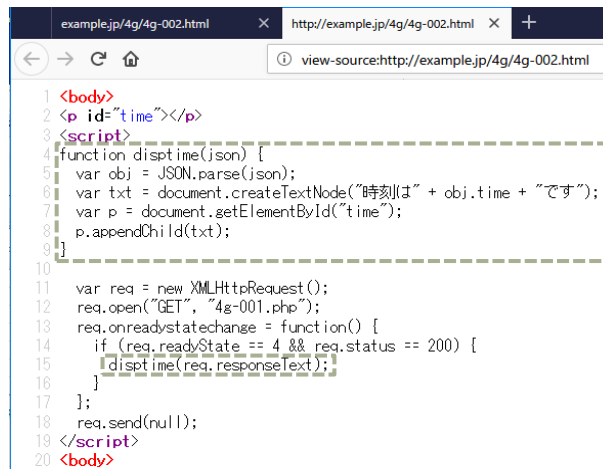 example.jp/4g/4g-002.html × http://example.jp/4g/4g-002.html × +
view-source:http://example.jp/4g/4g-002.html
1 <body>
2 <p id="time"></p>
3 <script>
4 function disptime(json) {
5 var obj = JSON.parse(json);
6 var txt = document.createTextNode("時刻は" + obj.time + "です");
7 var p = document.getElementById("time");
8 p.appendChild(txt);
9 }
10
11 var req = new XMLHttpRequest();
12 req.open("GET", "4g-001.php");
13 req.onreadystatechange = function() {
14 if (req.readyState == 4 && req.status == 200) {
15 disptime(req.responseText);
16 }
17 };
18 req.send(null);
19 </script>
20 <body>